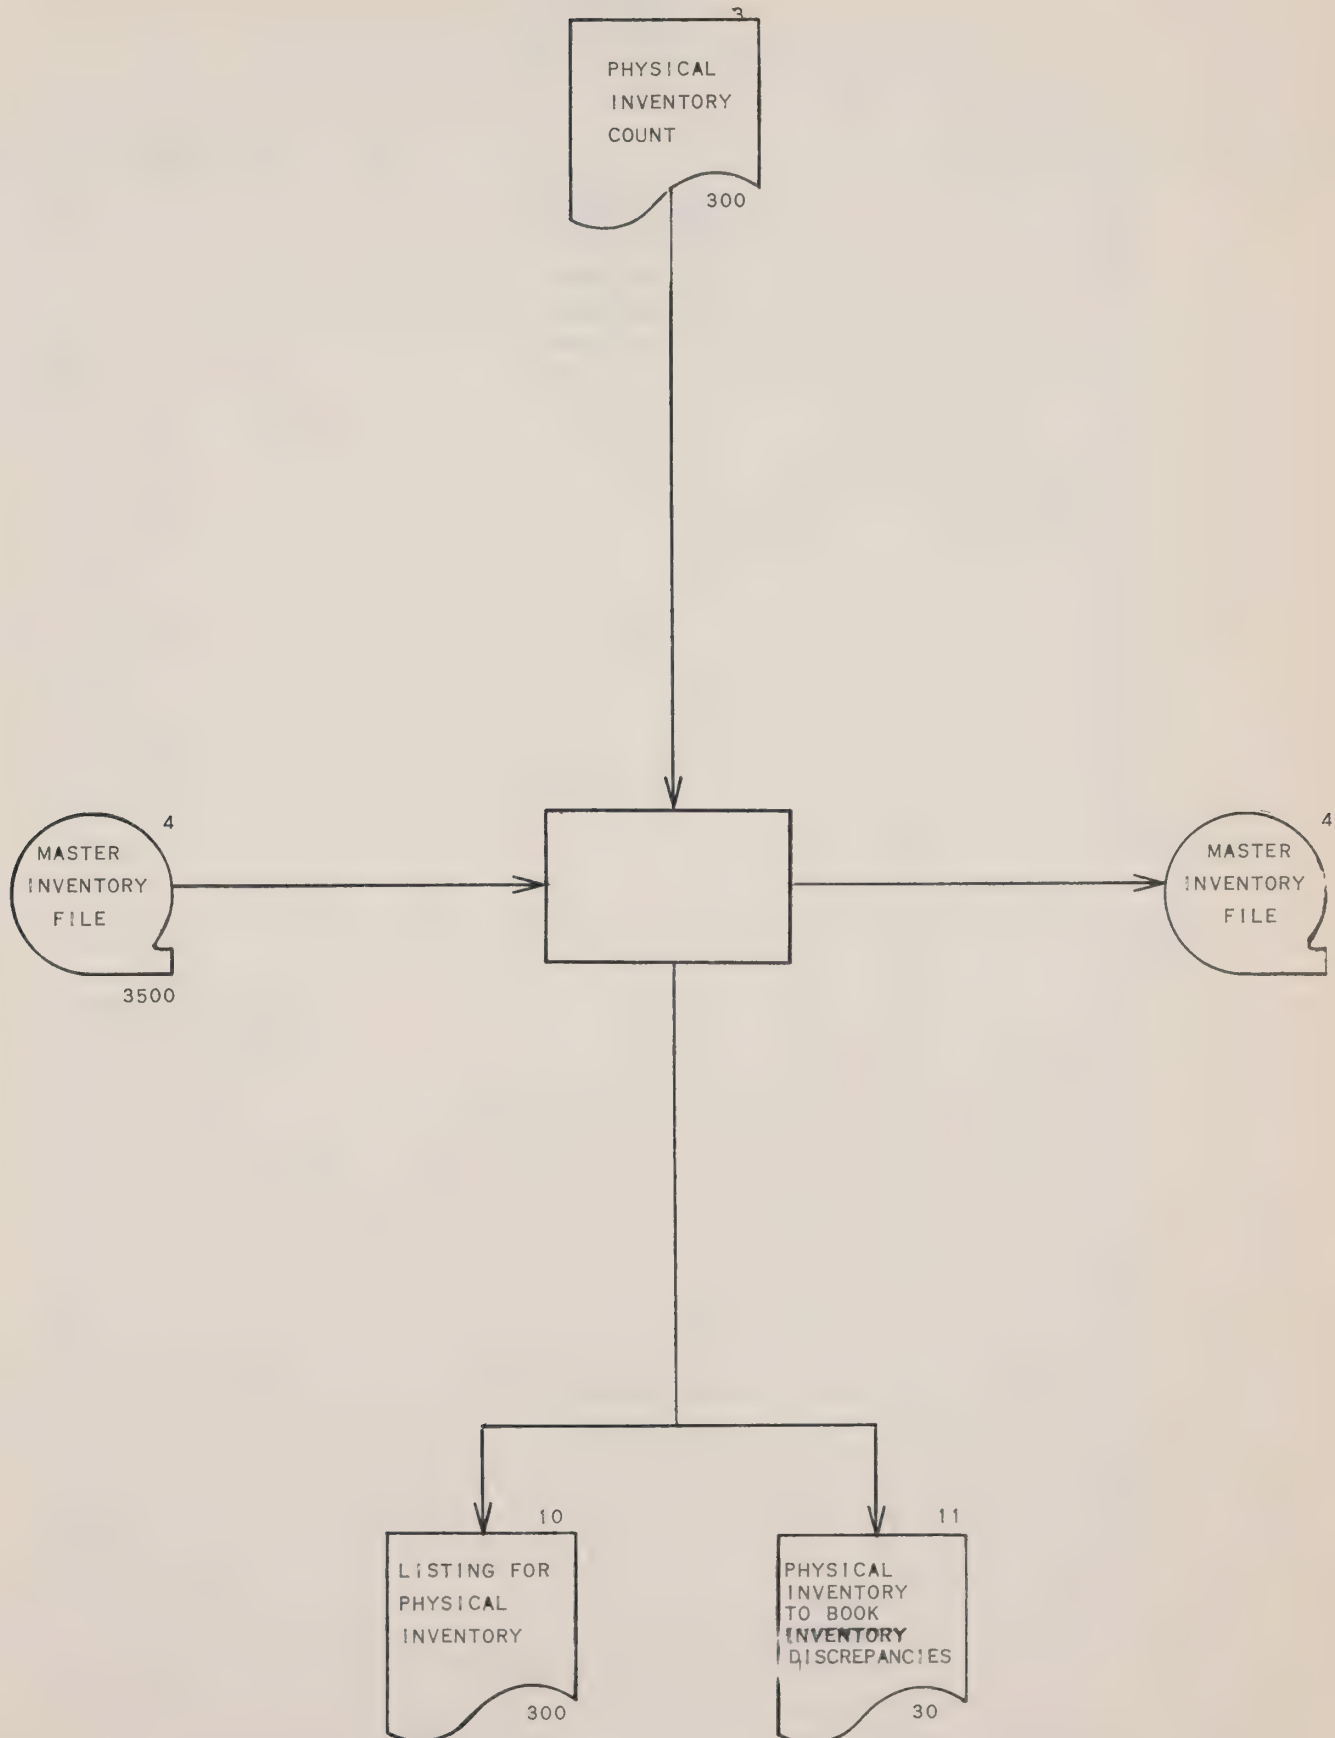 3
PHYSICAL
INVENTORY
COUNT
300
4
MASTER
INVENTORY
FILE
3500
4
MASTER
INVENTORY
FILE
10
LISTING FOR
PHYSICAL
INVENTORY
300
11
PHYSICAL
INVENTORY
TO BOOK
INVENTORY
DISCREPANCIES
30